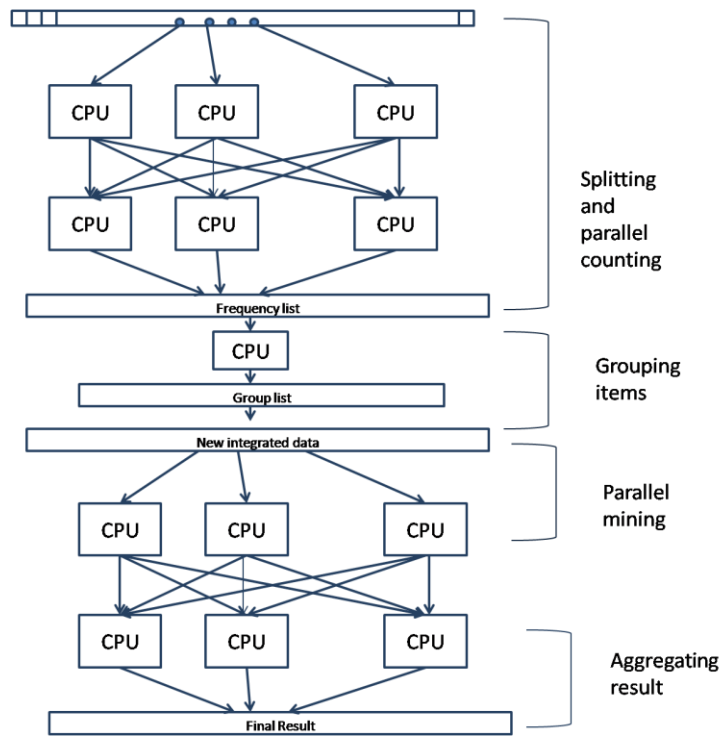 CPU CPU CPU
CPU CPU CPU
Splitting
and
parallel
counting
Frequency list
CPU
Grouping
items
Group list
New integrated data
CPU CPU CPU
Parallel
mining
CPU CPU CPU
Aggregating
result
Final Result